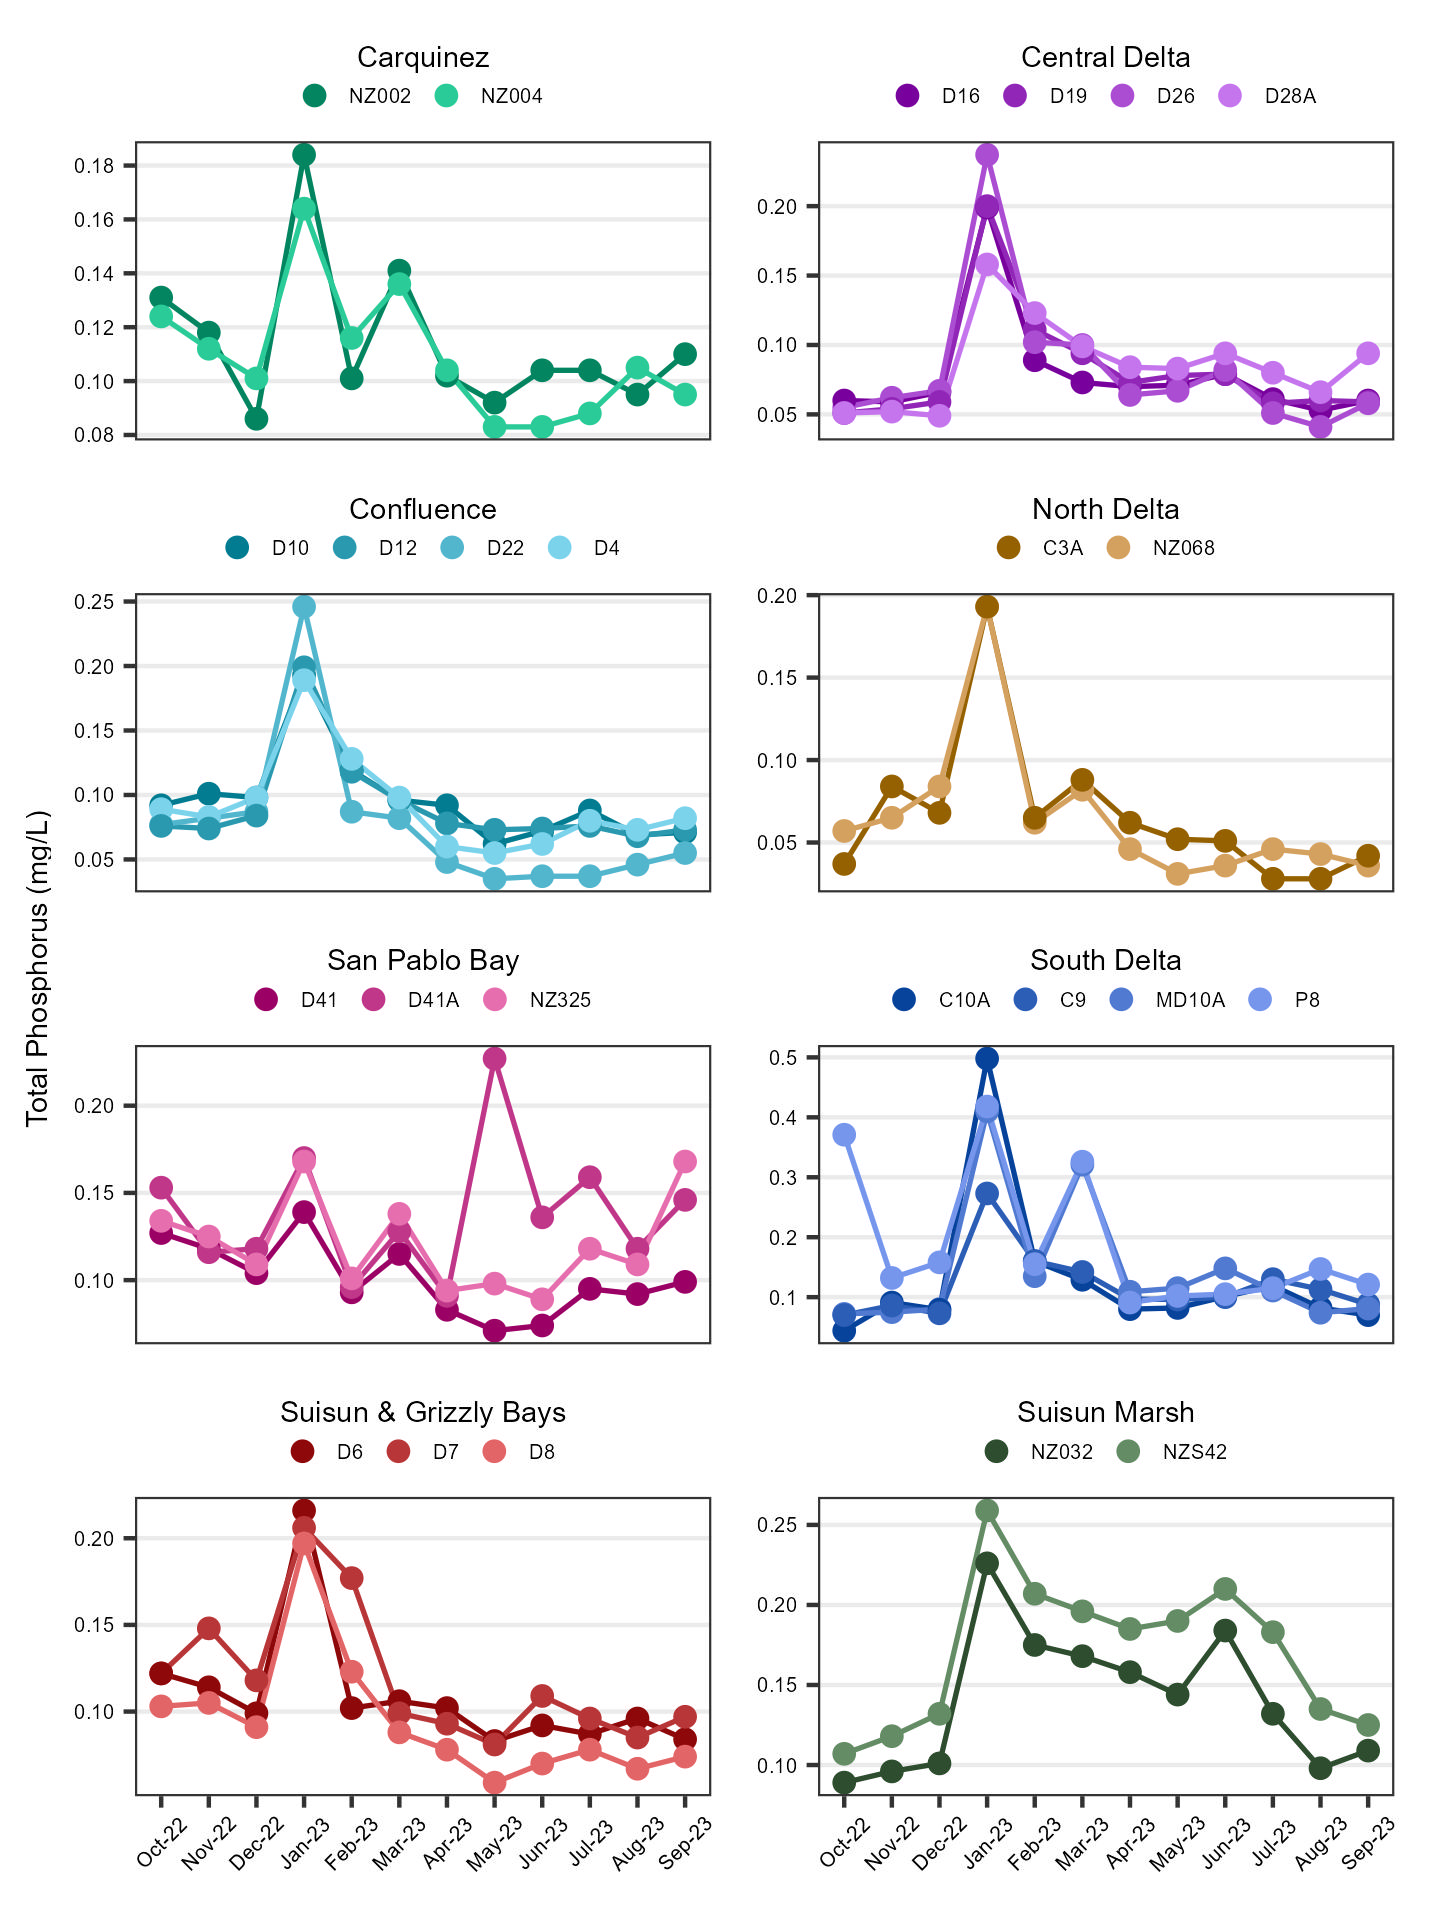 Carquinez
NZ002 NZ004
0.18
0.16
0.14
0.12
0.10
0.08
Central Delta
D16 D19 D26 D28A
0.20
0.15
0.10
0.05
Confluence
D10 D12 D22 D4
0.25
0.20
0.15
0.10
0.05
North Delta
C3A NZ068
0.20
0.15
0.10
0.05
Total Phosphorus (mg/L)
San Pablo Bay
D41 D41A NZ325
0.20
0.15
0.10
South Delta
C10A C9 MD10A P8
0.5
0.4
0.3
0.2
0.1
Suisun & Grizzly Bays
D6 D7 D8
0.20
0.15
0.10
Oct-22 Nov-22 Dec-22 Jan-23 Feb-23 Mar-23 Apr-23 May-23 Jun-23 Jul-23 Aug-23 Sep-23
Suisun Marsh
NZ032 NZS42
0.25
0.20
0.15
0.10
Oct-22 Nov-22 Dec-22 Jan-23 Feb-23 Mar-23 Apr-23 May-23 Jun-23 Jul-23 Aug-23 Sep-23